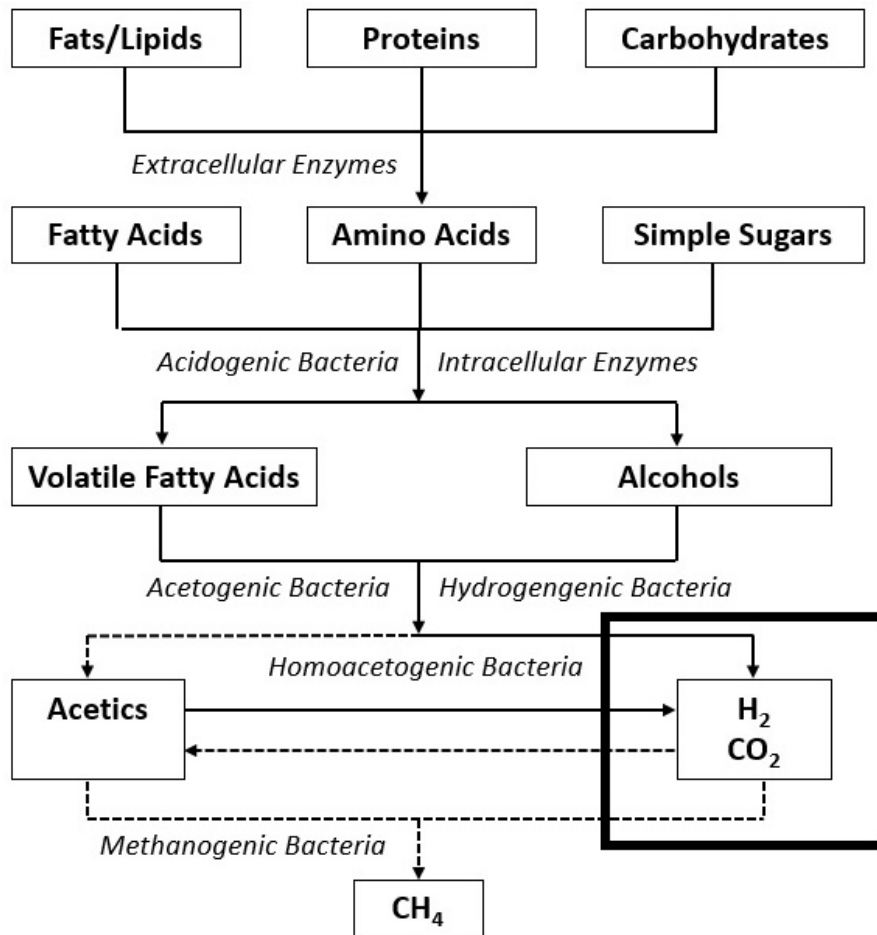 Fats/Lipids
Proteins
Carbohydrates
Extracellular Enzymes
Fatty Acids
Amino Acids
Simple Sugars
Acidogenic Bacteria
Intracellular Enzymes
Volatile Fatty Acids
Alcohols
Acetogenic Bacteria
Hydrogengenic Bacteria
Homoacetogenic Bacteria
Acetics
H₂
CO₂
Methanogenic Bacteria
CH₄